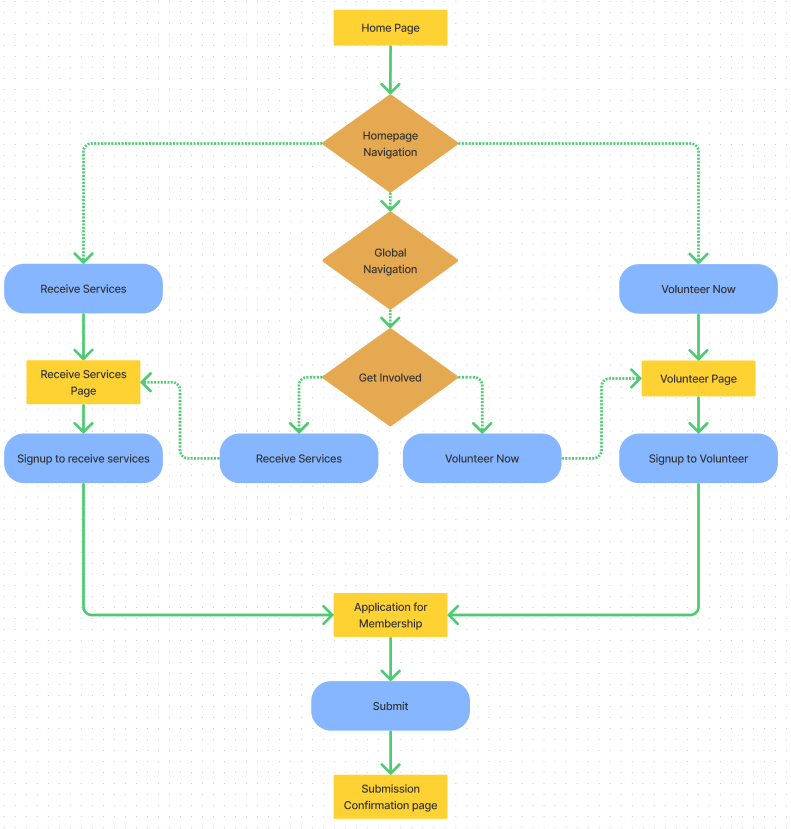 Home Page
Homepage
Navigation
Global
Navigation
Receive Services
Volunteer Now
Receive Services
Page
Get Involved
Volunteer Page
Signup to receive services
Receive Services
Volunteer Now
Signup to Volunteer
Application for
Membership
Submit
Submission
Confirmation page